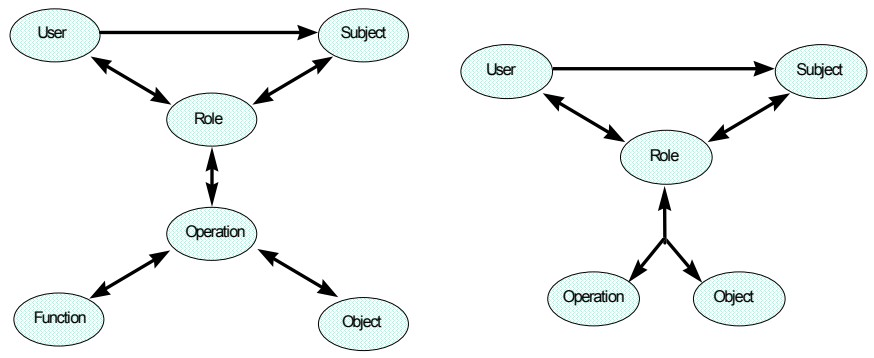 User
Subject
Role
Operation
Function
Object
User
Subject
Role
Operation
Object